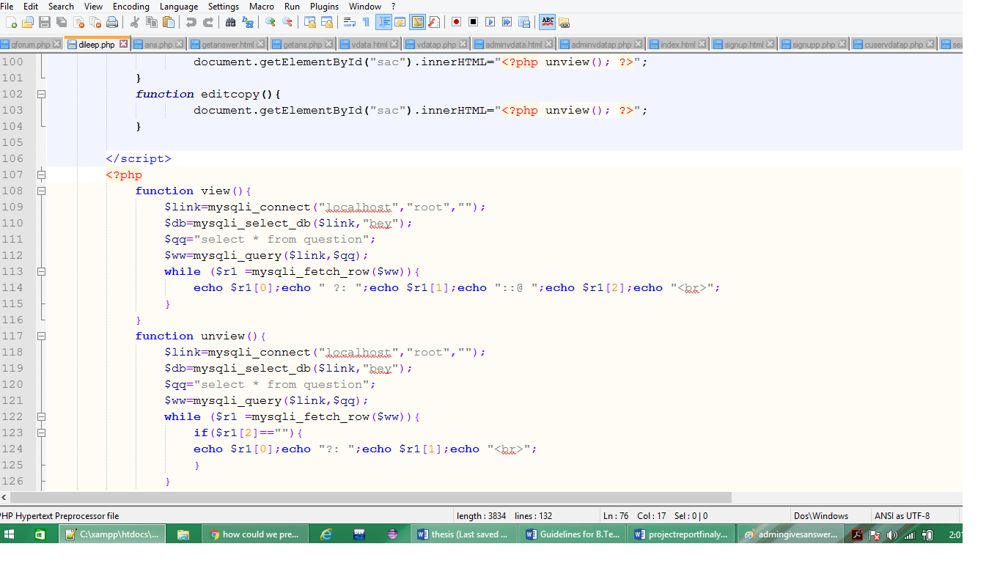 File Edit Search View Encoding Language Settings Macro Run Plugins Window ?
qforum.php dileep.php ans.php getanswer.html getans.php vdata.html vdatap.php adminvdata.html adminvdatap.php index.html signup.html signupp.php cuservdatap.php sea
100 document.getElementById("sac").innerHTML="<?php unview(); ?>";
101 }
102 function editcopy(){
103 document.getElementById("sac").innerHTML="<?php unview(); ?>";
104 }
105
106 </script>
107 <?php
108 function view(){
109 $link=mysqli_connect("localhost","root","");
110 $db=mysqli_select_db($link,"bey");
111 $qq="select * from question";
112 $ww=mysqli_query($link,$qq);
113 while ($r1 =mysqli_fetch_row($ww)){
114 echo $r1[0];echo " ?: ";echo $r1[1];echo "::@ ";echo $r1[2];echo "<br>";
115 }
116 }
117 function unview(){
118 $link=mysqli_connect("localhost","root","");
119 $db=mysqli_select_db($link,"bey");
120 $qq="select * from question";
121 $ww=mysqli_query($link,$qq);
122 while ($r1 =mysqli_fetch_row($ww)){
123 if($r1[2]==""){
124 echo $r1[0];echo "?: ";echo $r1[1];echo "<br>";
125 }
126 }
PHP Hypertext Preprocessor file length : 3834 lines : 132 Ln : 76 Col : 17 Sel : 0 | 0 Dos\Windows ANSI as UTF-8
C:\xampp\htdocs\... how could we pre... thesis (Last saved ... Guidelines for B.Te... projectreportfinaly... admingivesanswer... 2:01